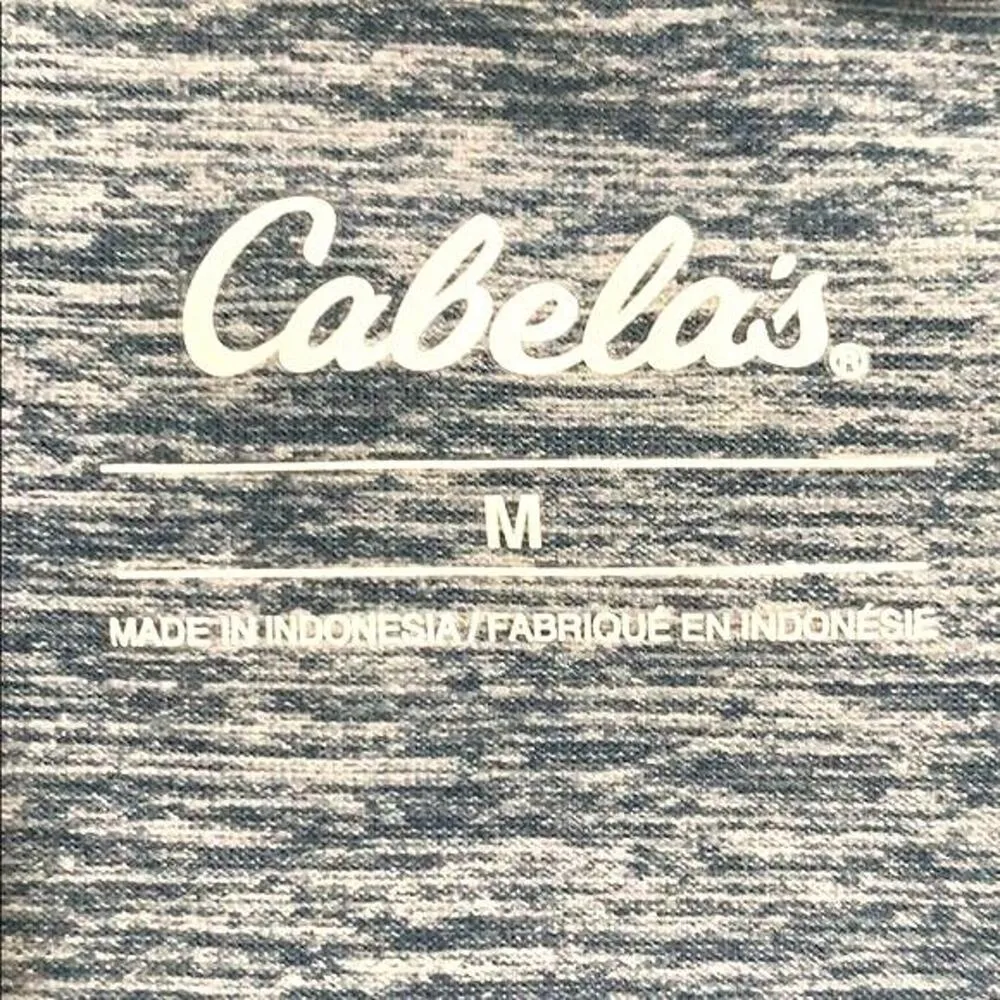 Cabela's®
M
MADE IN INDONESIA / FABRIQUÉ EN INDONÉSIE